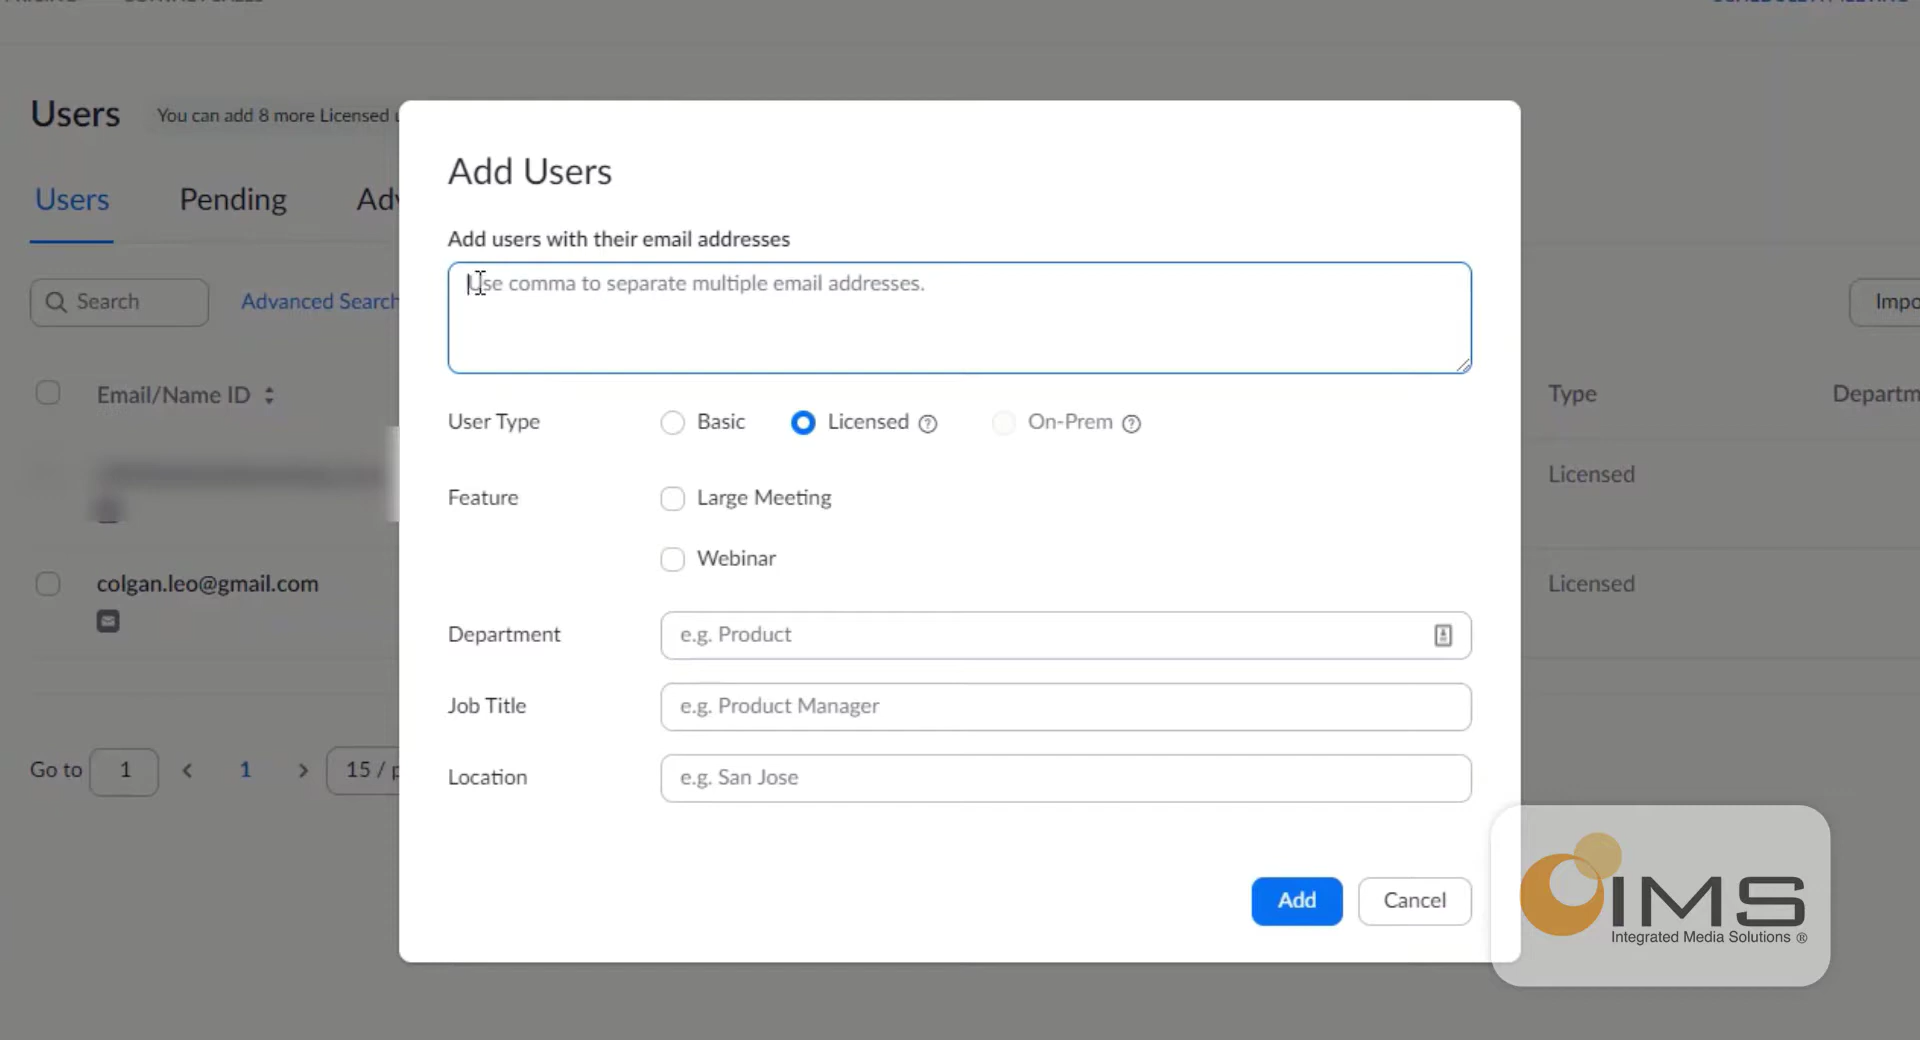 Users
You can add 8 more Licensed
Users
Pending
Search
Advanced Search
Email/Name ID
colgan.leo@gmail.com
Go to
1
1
15 /
Add Users
Add users with their email addresses
Use comma to separate multiple email addresses.
User Type
Basic
Licensed ?
On-Prem ?
Feature
Large Meeting
Webinar
Department
e.g. Product
Job Title
e.g. Product Manager
Location
e.g. San Jose
Add
Cancel
Type
Licensed
Licensed
IMS
Integrated Media Solutions ®